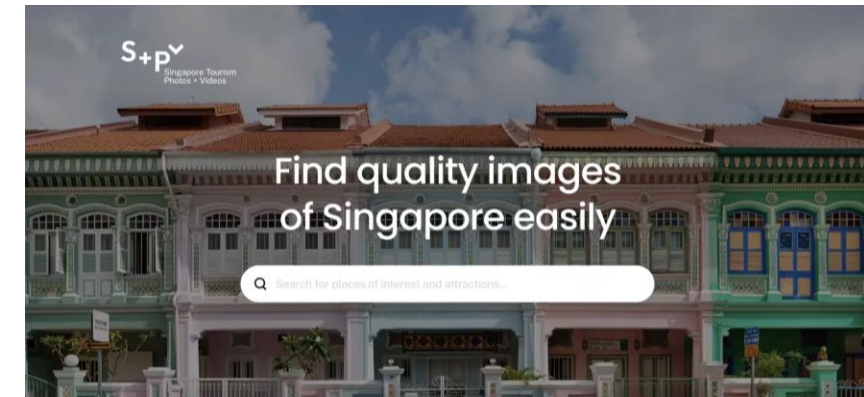 S+P
Singapore Tourism
Photos + Videos
Find quality images
of Singapore easily
Search for places of interest and attractions...